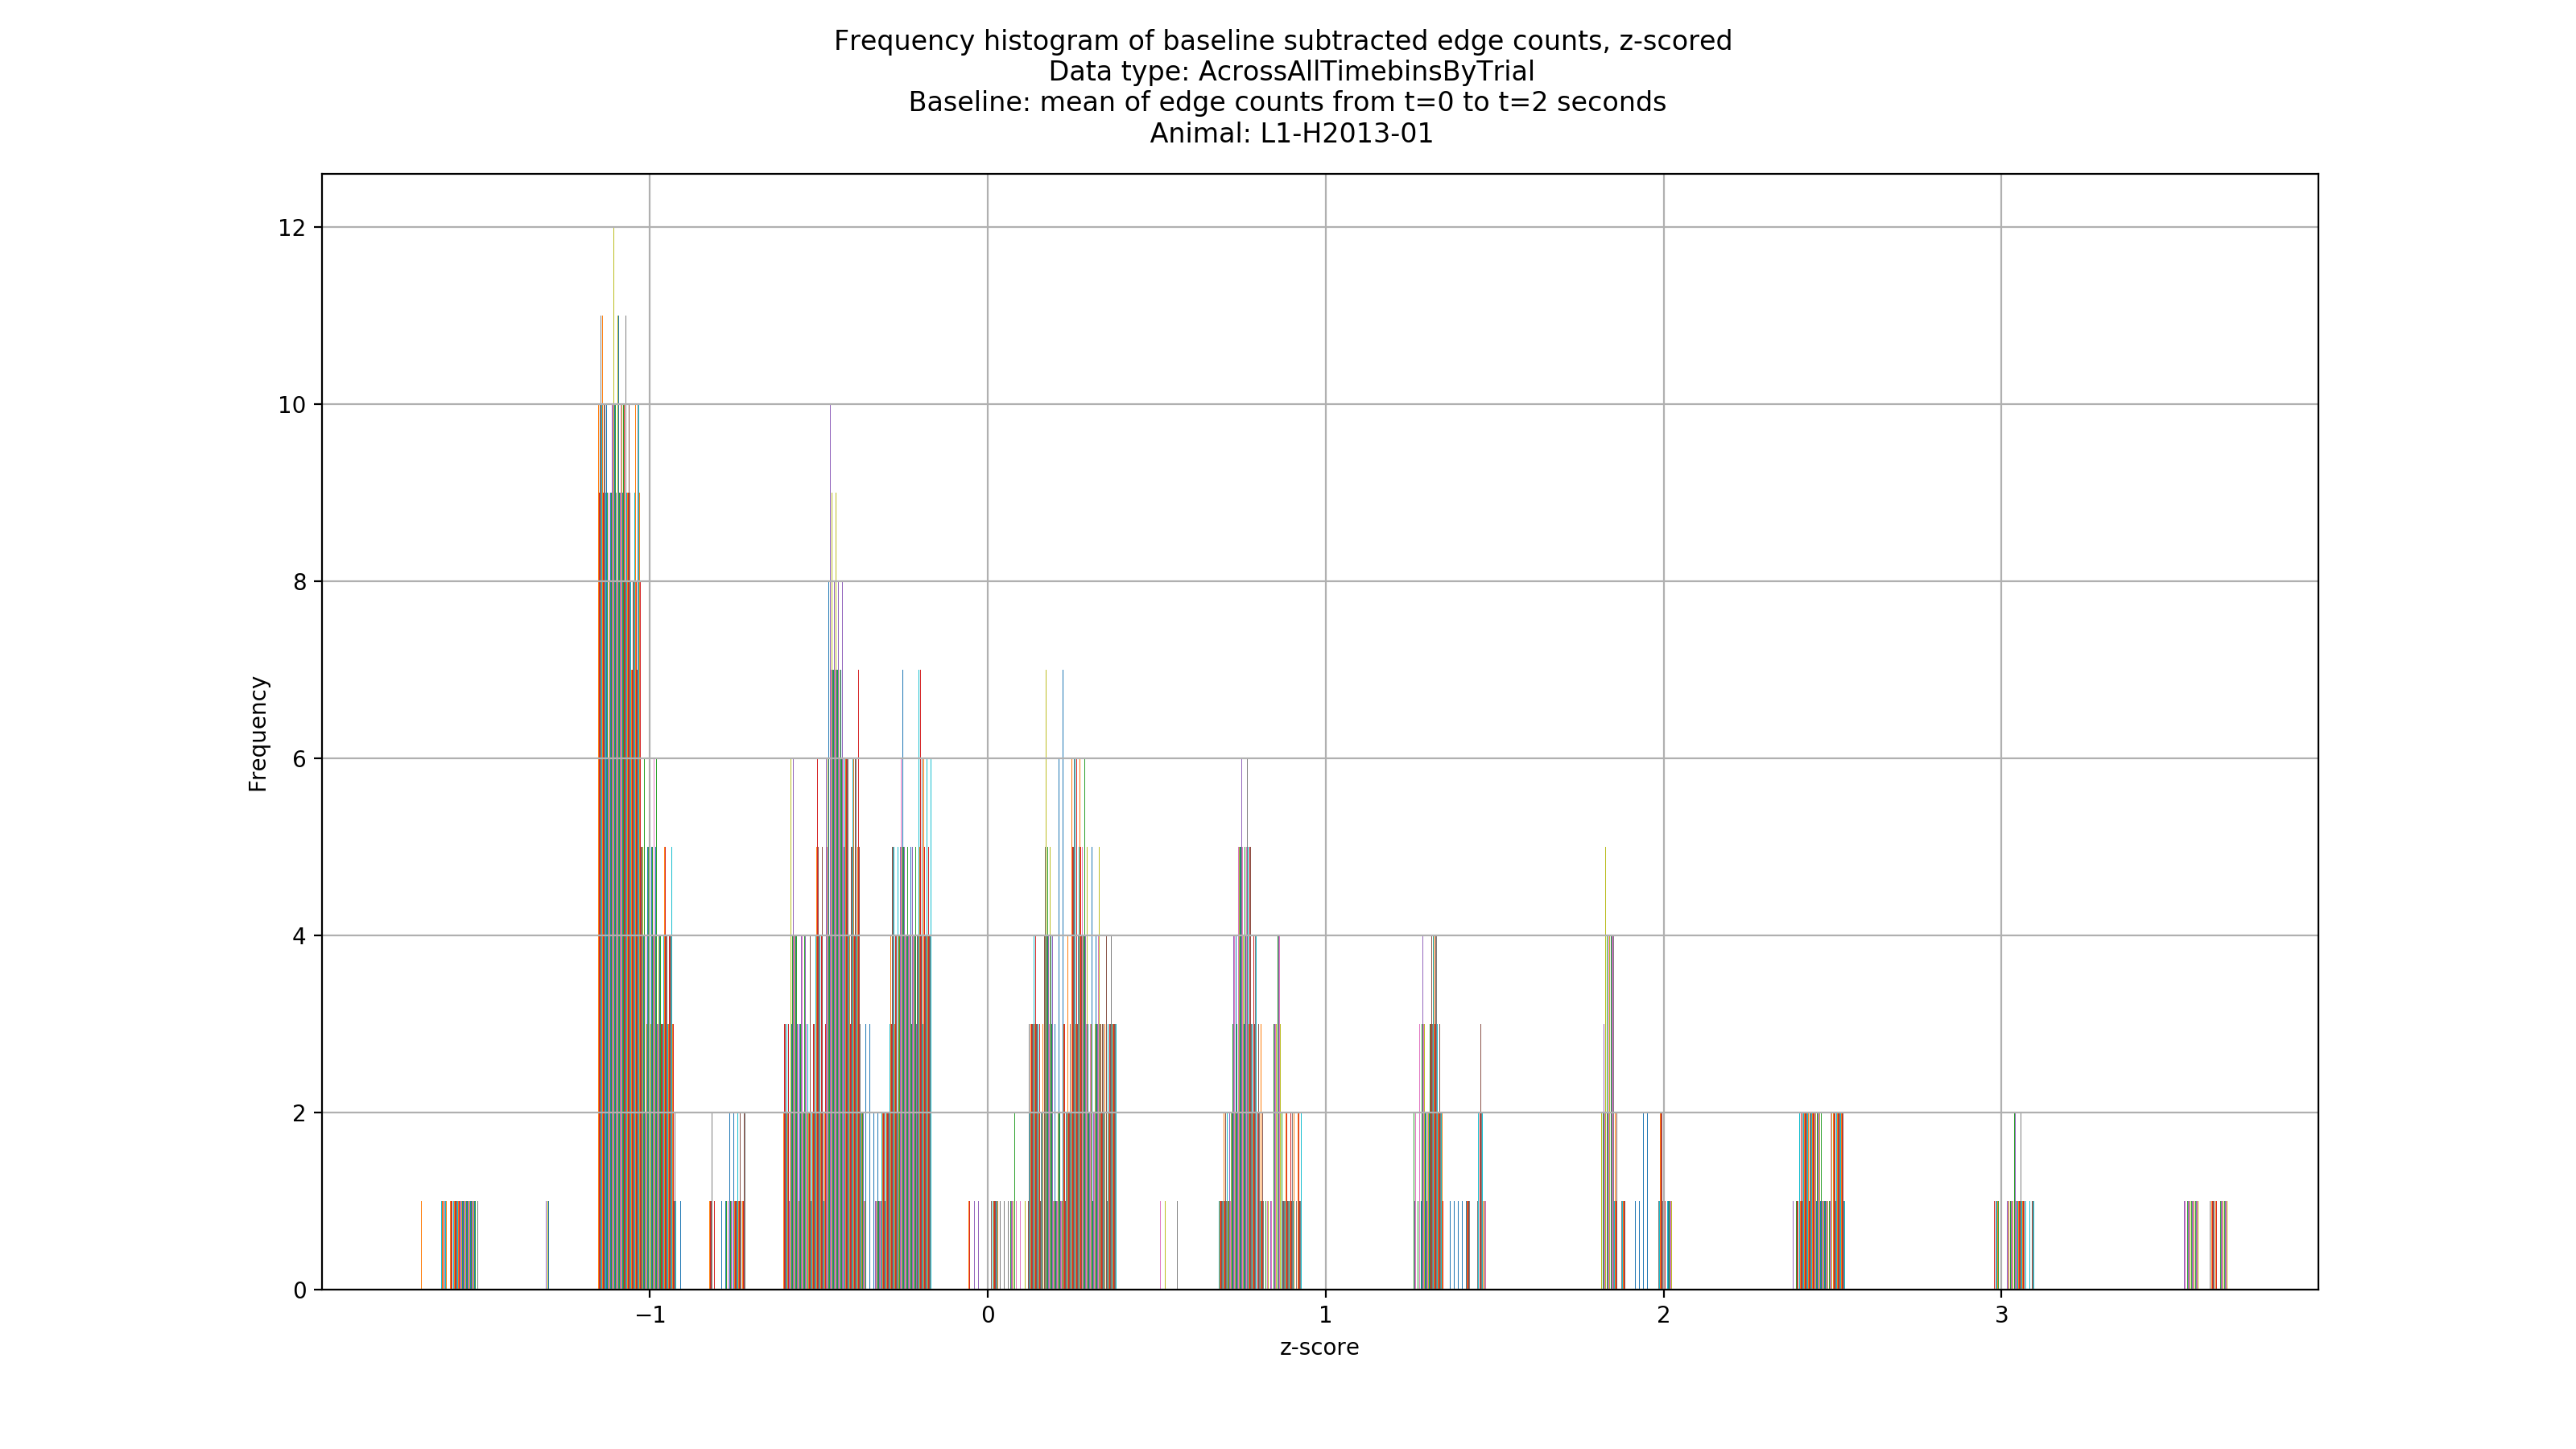 Frequency histogram of baseline subtracted edge counts, z-scored
Data type: AcrossAllTimebinsByTrial
Baseline: mean of edge counts from t=0 to t=2 seconds
Animal: L1-H2013-01
12
10
8
6
4
2
0
Frequency
−1 0 1 2 3
z-score